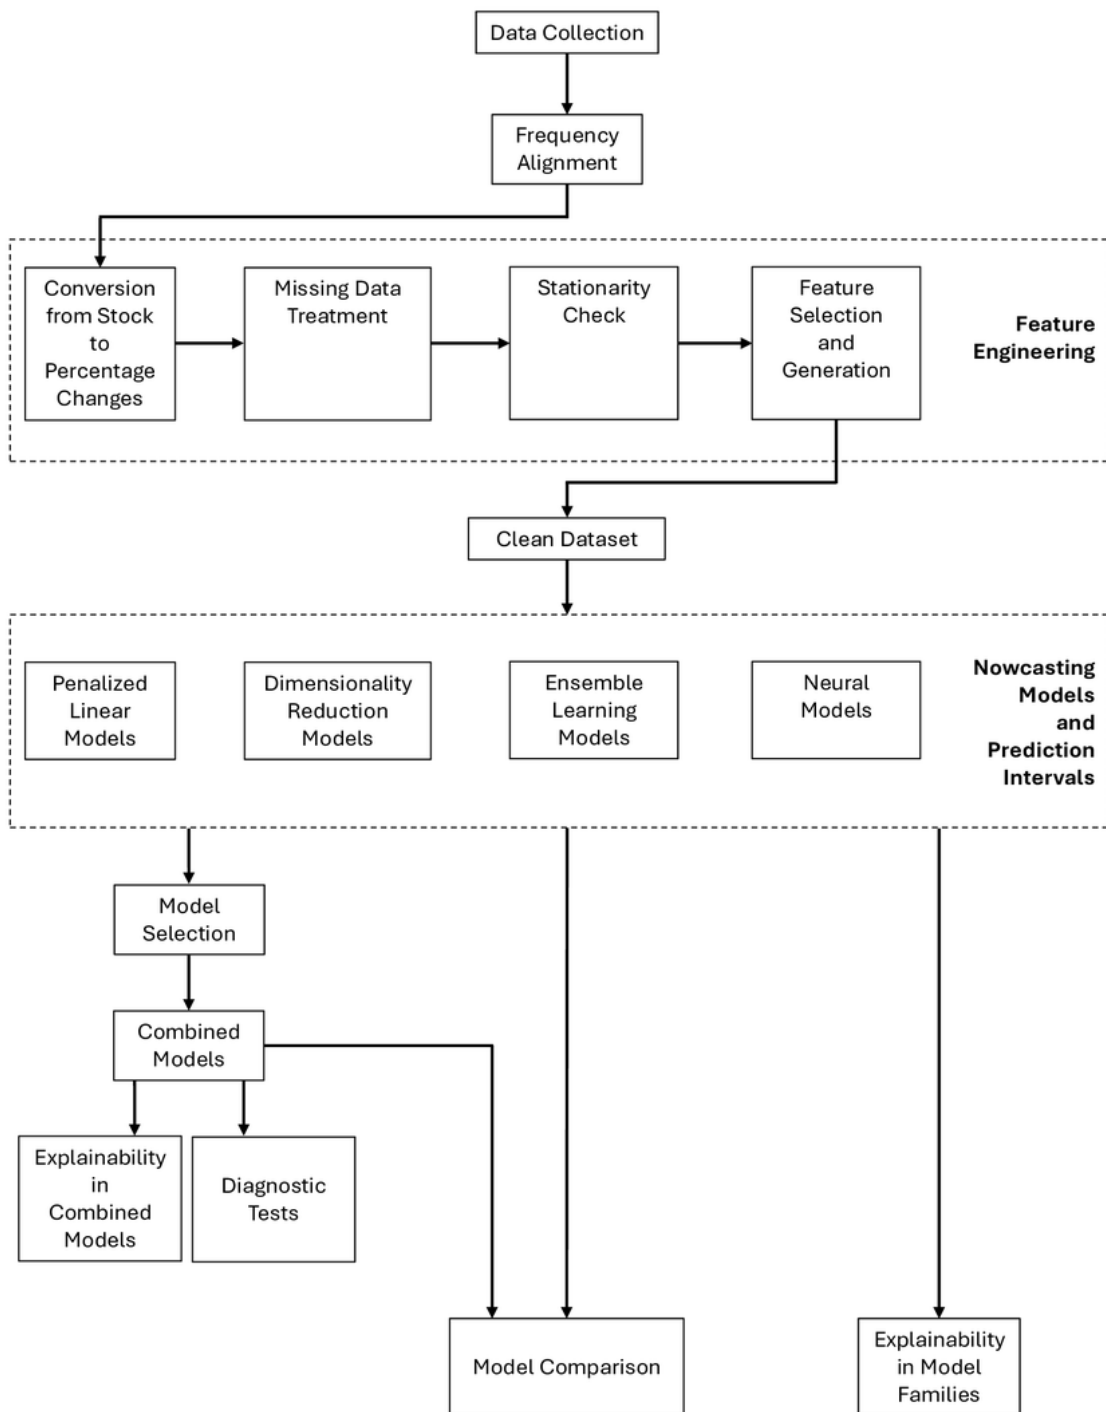 Data Collection
Frequency
Alignment
Conversion
from Stock
to
Percentage
Changes
Missing Data
Treatment
Stationarity
Check
Feature
Selection
and
Generation
Feature
Engineering
Clean Dataset
Penalized
Linear
Models
Dimensionality
Reduction
Models
Ensemble
Learning
Models
Neural
Models
Nowcasting
Models
and
Prediction
Intervals
Model
Selection
Combined
Models
Explainability
in
Combined
Models
Diagnostic
Tests
Model Comparison
Explainability
in Model
Families